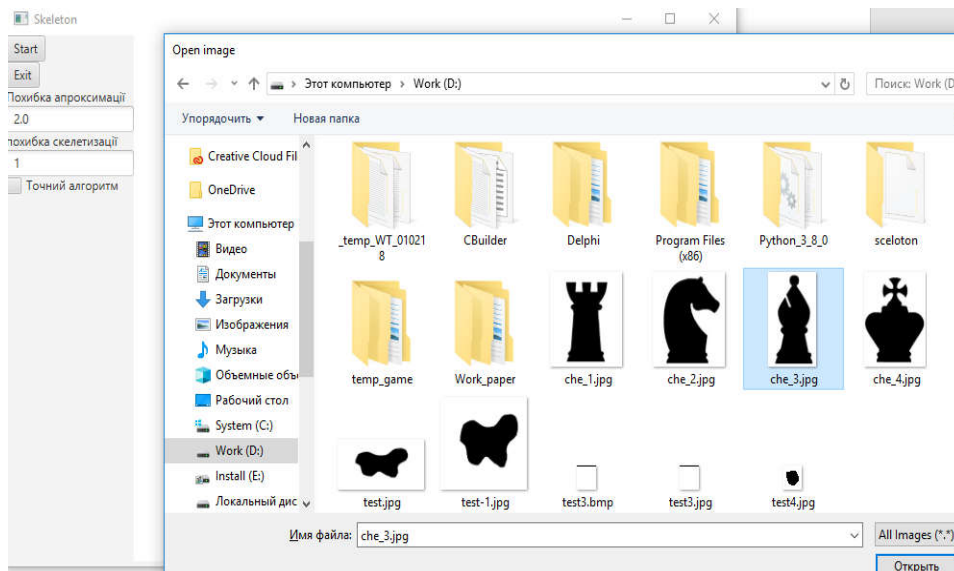 Skeleton
Start
Exit
Похибка апроксимації
2.0
похибка скелетизації
1
Точний алгоритм
Open image
Этот компьютер › Work (D:)
Поиск: Work (D
Упорядочить
Новая папка
Creative Cloud Fil
OneDrive
Этот компьютер
Видео
Документы
Загрузки
Изображения
Музыка
Объемные объе
Рабочий стол
System (C:)
Work (D:)
Install (E:)
Локальный дис
_temp_WT_01021
8
CBuilder
Delphi
Program Files
(x86)
Python_3_8_0
sceloton
temp_game
Work_paper
che_1.jpg
che_2.jpg
che_3.jpg
che_4.jpg
test.jpg
test-1.jpg
test3.bmp
test3.jpg
test4.jpg
Имя файла:
che_3.jpg
All Images (*.*)
Открыть